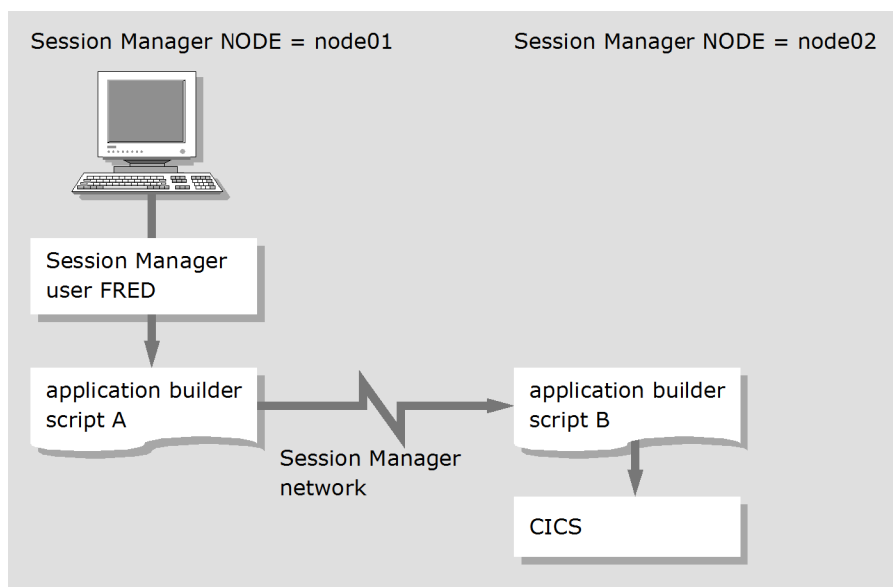 Session Manager NODE = node01
Session Manager NODE = node02
Session Manager
user FRED
application builder
script A
Session Manager
network
application builder
script B
CICS